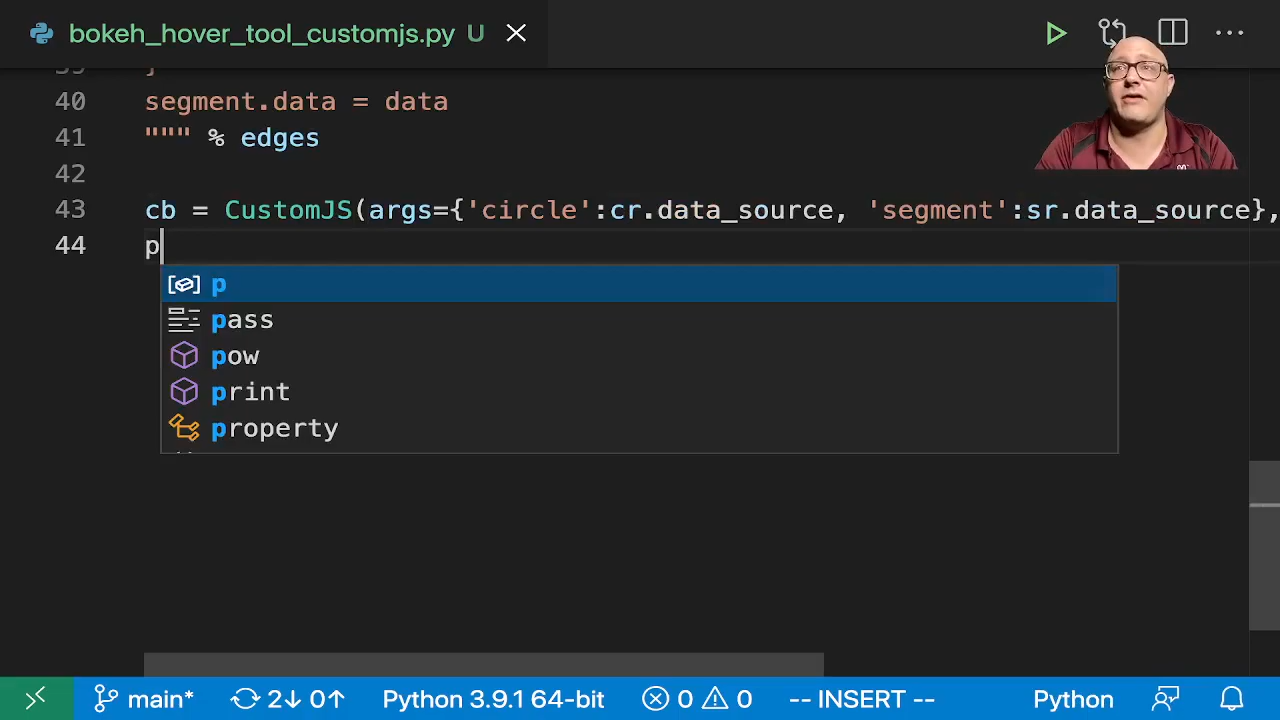 bokeh_hover_tool_customjs.py U
40 segment.data = data
41 """ % edges
42
43 cb = CustomJS(args={'circle':cr.data_source, 'segment':sr.data_source},
44 p
p
pass
pow
print
property
main* 2↓ 0↑ Python 3.9.1 64-bit 0 0 -- INSERT -- Python